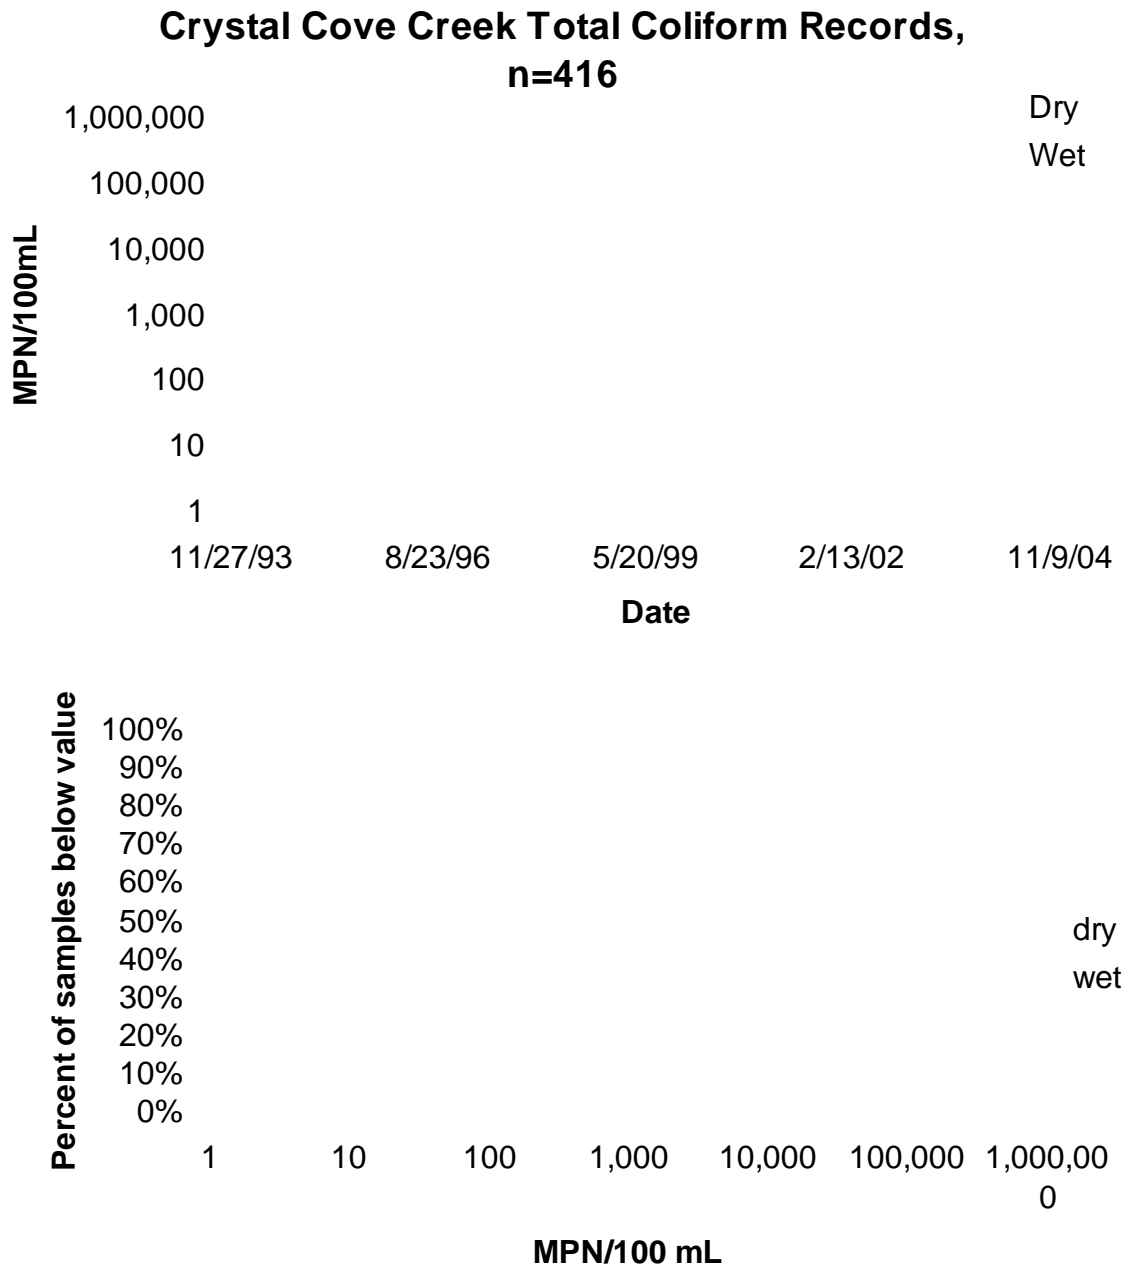 Crystal Cove Creek Total Coliform Records,
n=416
1,000,000
100,000
10,000
1,000
100
10
1
MPN/100mL
Dry
Wet
11/27/93 8/23/96 5/20/99 2/13/02 11/9/04
Date
Percent of samples below value
100%
90%
80%
70%
60%
50%
40%
30%
20%
10%
0%
dry
wet
1 10 100 1,000 10,000 100,000 1,000,00
0
MPN/100 mL